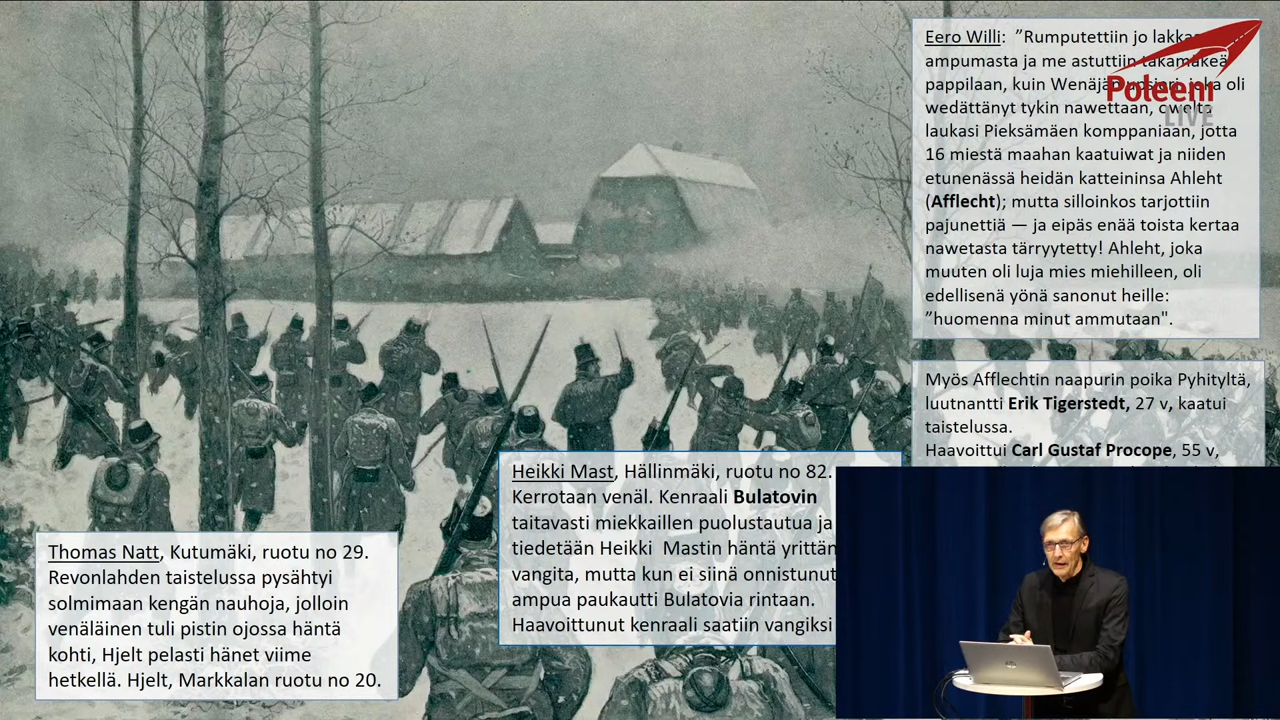 Eero Willi: ”Rumputettiin jo
ampumasta ja me astuttiin takamäkeä
pappilaan, kuin Wenäjän upsieri, joka oli
wedättänyt tykin nawettaan, owelta
laukasi Pieksämäen komppaniaan, jotta
16 miestä maahan kaatuiwat ja niiden
etunenässä heidän katteininsa Ahleht
(Afflecht); mutta silloinkos tarjottiin
pajunettiä — ja eipäs enää toista kertaa
nawetasta tärryytetty! Ahleht, joka
muuten oli luja mies miehilleen, oli
edellisenä yönä sanonut heille:
”huomenna minut ammutaan".
Poleeni
LIVE
Myös Afflechtin naapurin poika Pyhityltä,
luutnantti Erik Tigerstedt, 27 v, kaatui
taistelussa.
Haavoittui Carl Gustaf Procope, 55 v,
Heikki Mast, Hällinmäki, ruotu no 82.
Kerrotaan venäl. Kenraali Bulatovin
taitavasti miekkaillen puolustautua ja
tiedetään Heikki Mastin häntä yrittän
vangita, mutta kun ei siinä onnistunut
ampua paukautti Bulatovia rintaan.
Haavoittunut kenraali saatiin vangiksi
Thomas Natt, Kutumäki, ruotu no 29.
Revonlahden taistelussa pysähtyi
solmimaan kengän nauhoja, jolloin
venäläinen tuli pistin ojossa häntä
kohti, Hjelt pelasti hänet viime
hetkellä. Hjelt, Markkalan ruotu no 20.